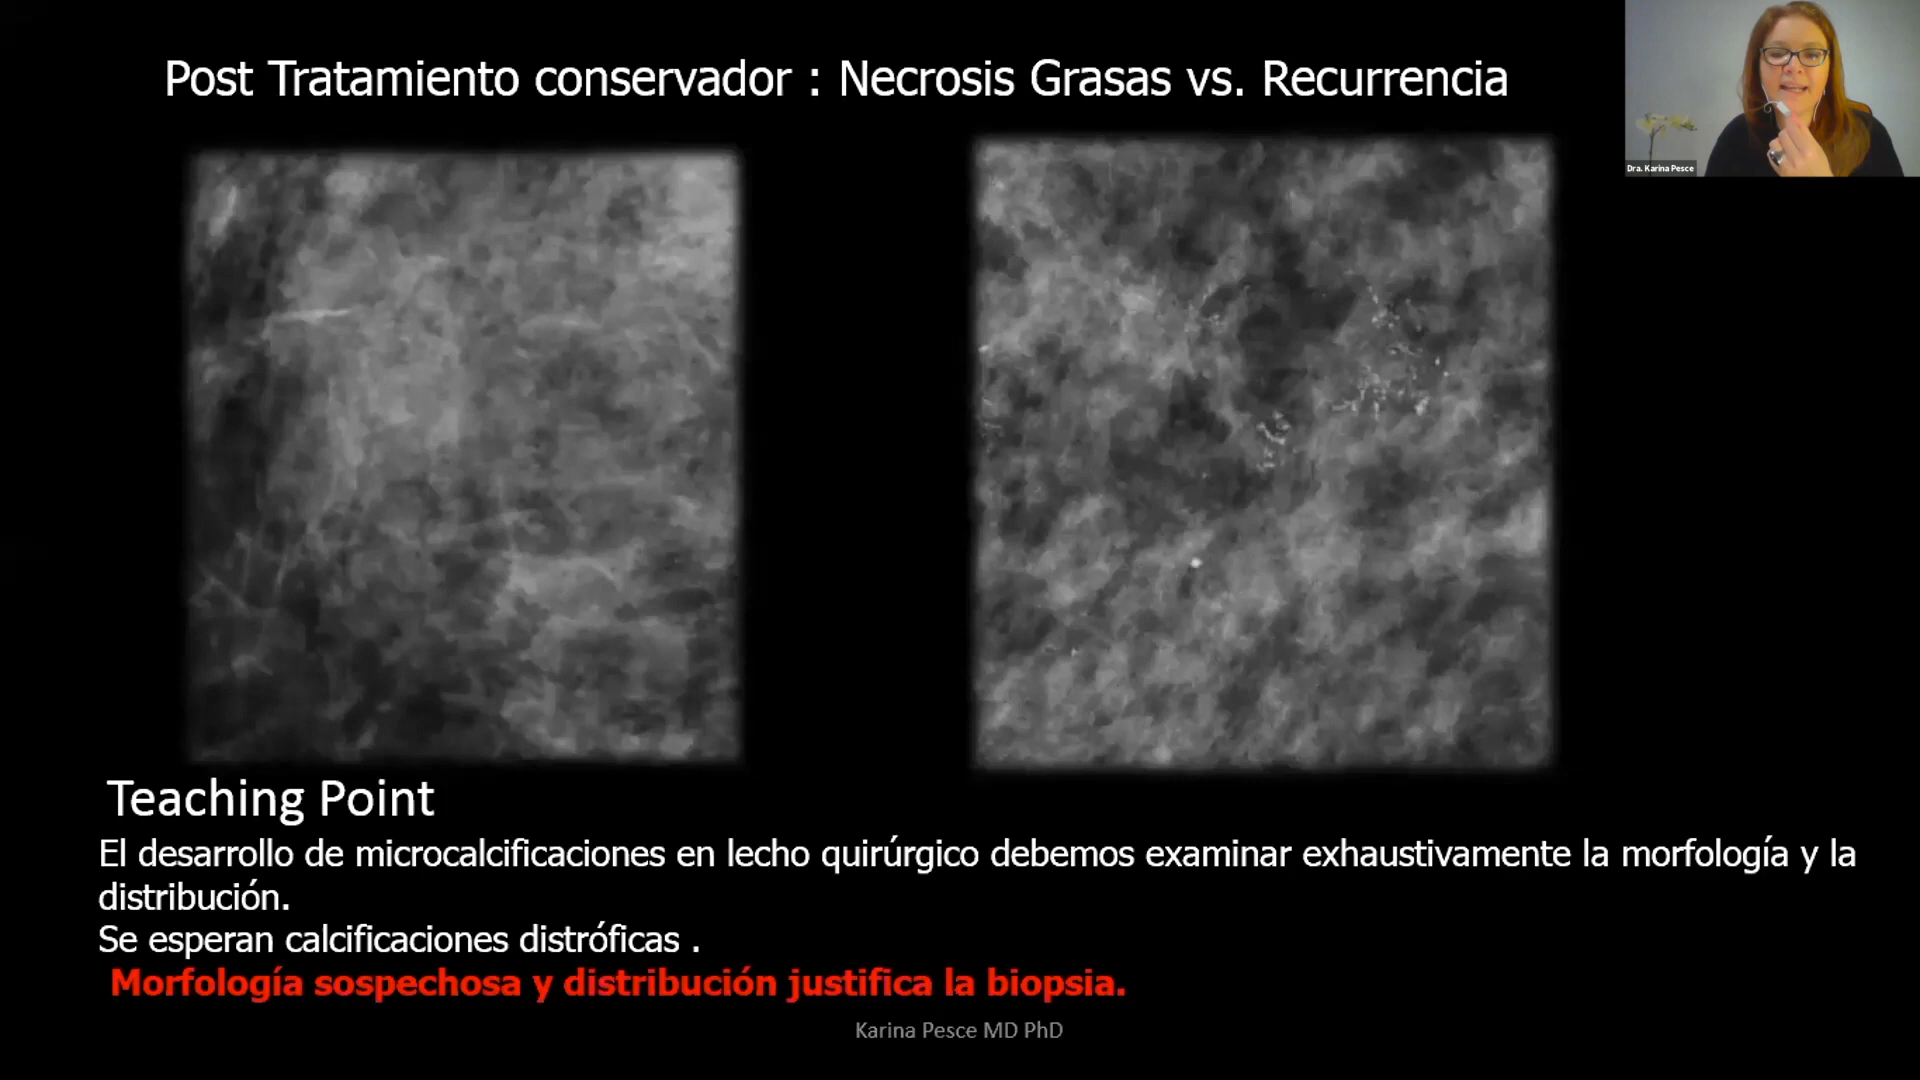 Post Tratamiento conservador : Necrosis Grasas vs. Recurrencia
Dra. Karina Pesce
Teaching Point
El desarrollo de microcalcificaciones en lecho quirúrgico debemos examinar exhaustivamente la morfología y la
distribución.
Se esperan calcificaciones distróficas .
Morfología sospechosa y distribución justifica la biopsia.
Karina Pesce MD PhD